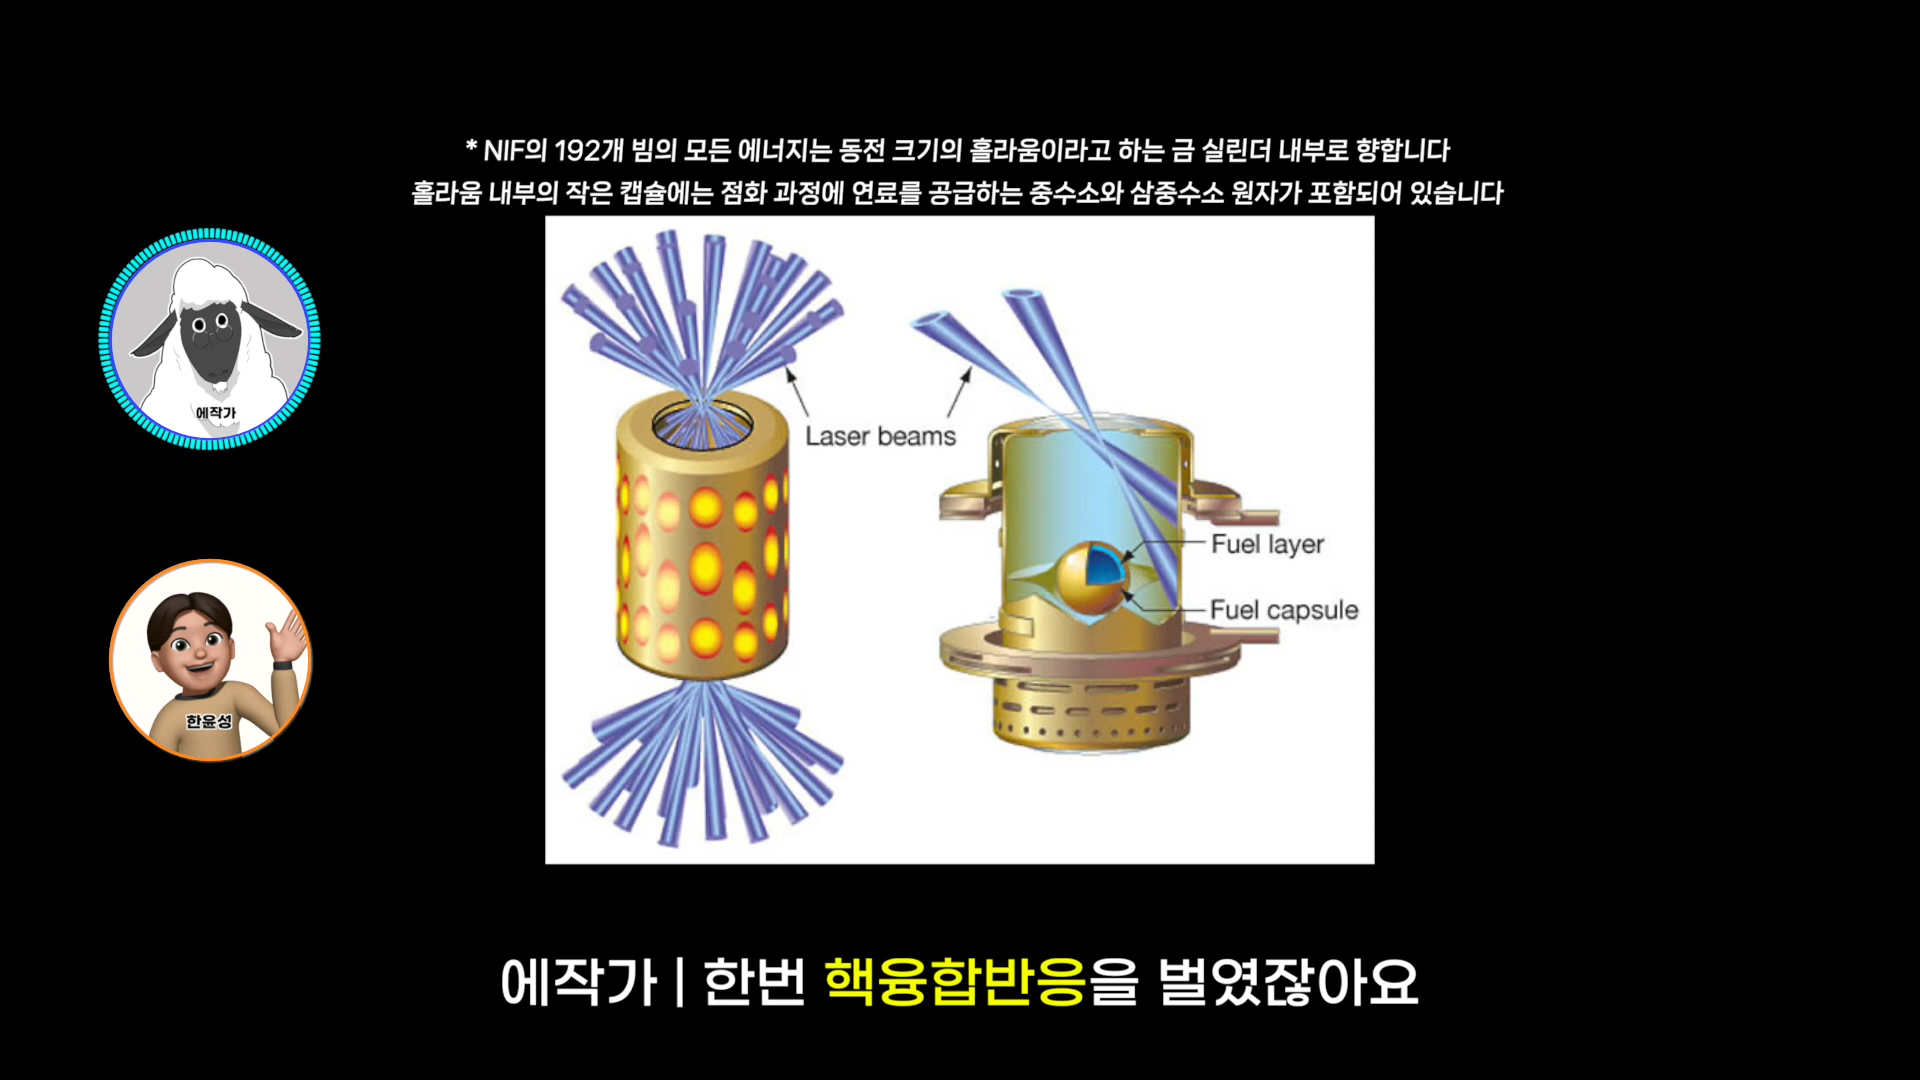 * NIF의 192개 빔의 모든 에너지는 동전 크기의 홀라움이라고 하는 금 실린더 내부로 향합니다
홀라움 내부의 작은 캡슐에는 점화 과정에 연료를 공급하는 중수소와 삼중수소 원자가 포함되어 있습니다
에작가
Laser beams
Fuel layer
Fuel capsule
한윤성
에작가 | 한번 핵융합반응을 벌였잖아요